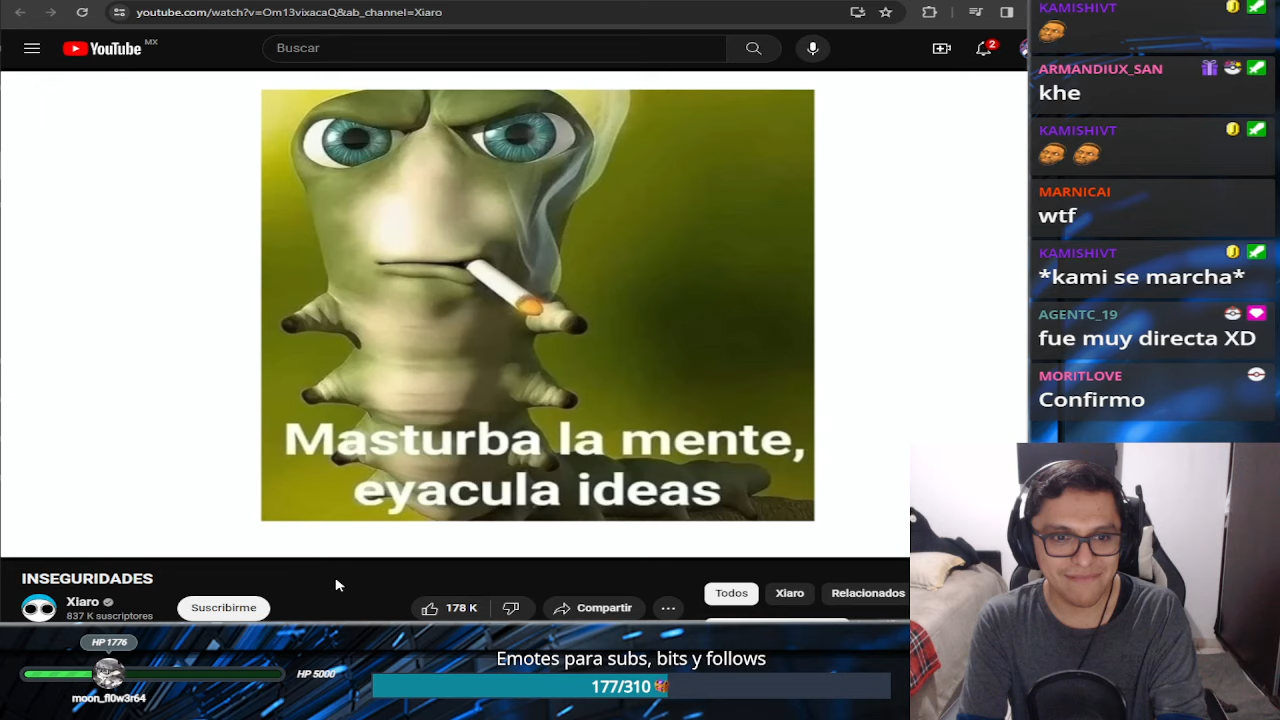 youtube.com/watch?v=Om13vixacaQ&ab_channel=Xiaro
YouTube MX
Buscar
2
Masturba la mente,
eyacula ideas
INSEGURIDADES
Xiaro
837 K suscriptores
Suscribirme
178 K
Compartir
Todos
Xiaro
Relacionados
KAMISHIVT
ARMANDIUX_SAN
khe
KAMISHIVT
MARNICAI
wtf
KAMISHIVT
*kami se marcha*
AGENTC_19
fue muy directa XD
MORITLOVE
Confirmo
HP 1776
HP 5000
moon_fl0w3r64
Emotes para subs, bits y follows
177/310